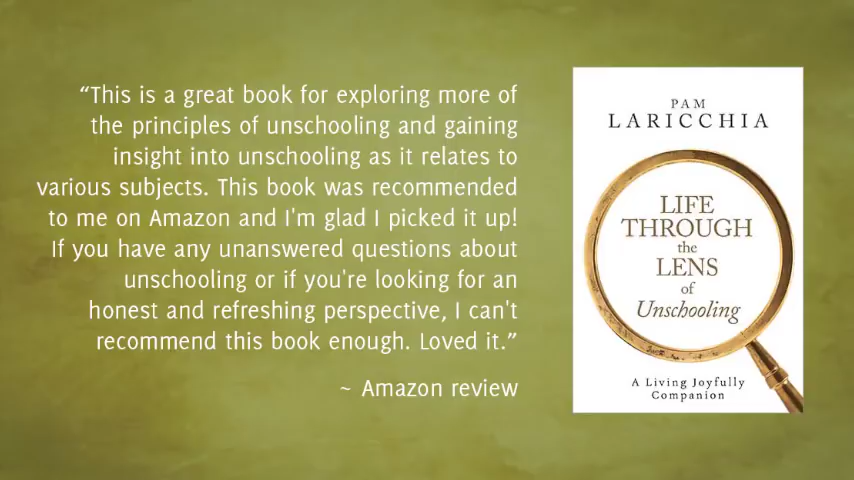 “This is a great book for exploring more of
the principles of unschooling and gaining
insight into unschooling as it relates to
various subjects. This book was recommended
to me on Amazon and I'm glad I picked it up!
If you have any unanswered questions about
unschooling or if you're looking for an
honest and refreshing perspective, I can't
recommend this book enough. Loved it.”
~ Amazon review
PAM
LARICCHIA
LIFE
THROUGH
the
LENS
of
Unschooling
A Living Joyfully
Companion